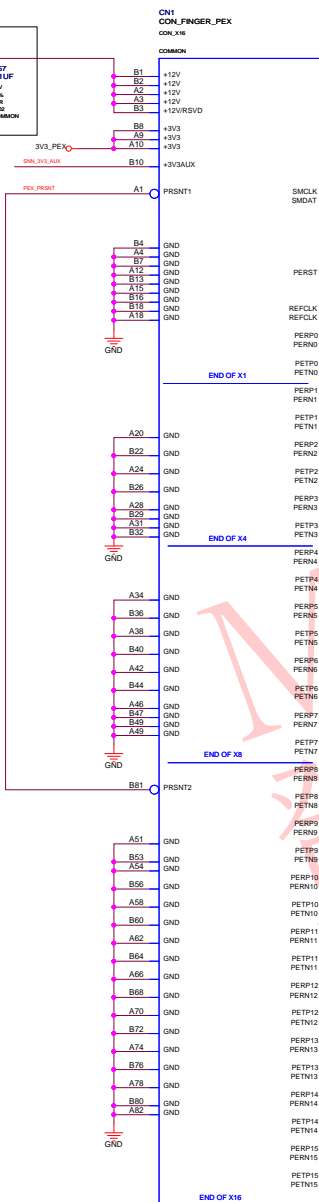 CN1
CON_FINGER_PEX
CON_X16
COMMON
57
1UF
V
R
02
OMMON
B1 +12V
B2 +12V
A2 +12V
A3 +12V
B3 +12V/RSVD
B8 +3V3
A9 +3V3
3V3_PEX A10 +3V3
SNN_3V3_AUX B10 +3V3AUX
PEX_PRSNT A1 PRSNT1 SMCLK
SMDAT
B4 GND
A4 GND
B7 GND
A12 GND PERST
B13 GND
A15 GND
B16 GND
B18 GND REFCLK
A18 GND REFCLK
GND
PERP0
PERN0
PETP0
PETN0
END OF X1
PERP1
PERN1
PETP1
PETN1
A20 GND
PERP2
B22 GND PERN2
A24 GND PETP2
PETN2
B26 GND
PERP3
A28 GND PERN3
B29 GND
A31 GND PETP3
B32 GND PETN3
END OF X4
GND
PERP4
PERN4
PETP4
PETN4
A34 GND
PERP5
B36 GND PERN5
A38 GND PETP5
PETN5
B40 GND
PERP6
A42 GND PERN6
B44 GND PETP6
PETN6
A46 GND
B47 GND PERP7
B49 GND PERN7
A49 GND
PETP7
END OF X8 PETN7
GND
PERP8
PERN8
B81 PRSNT2
PETP8
PETN8
PERP9
PERN9
A51 GND
PETP9
B53 GND PETN9
A54 GND
PERP10
B56 GND PERN10
A58 GND PETP10
PETN10
B60 GND
PERP11
A62 GND PERN11
B64 GND PETP11
PETN11
A66 GND
PERP12
B68 GND PERN12
A70 GND PETP12
PETN12
B72 GND
PERP13
A74 GND PERN13
B76 GND PETP13
PETN13
A78 GND
PERP14
B80 GND PERN14
A82 GND
PETP14
PETN14
GND
PERP15
PERN15
PETP15
PETN15
END OF X16